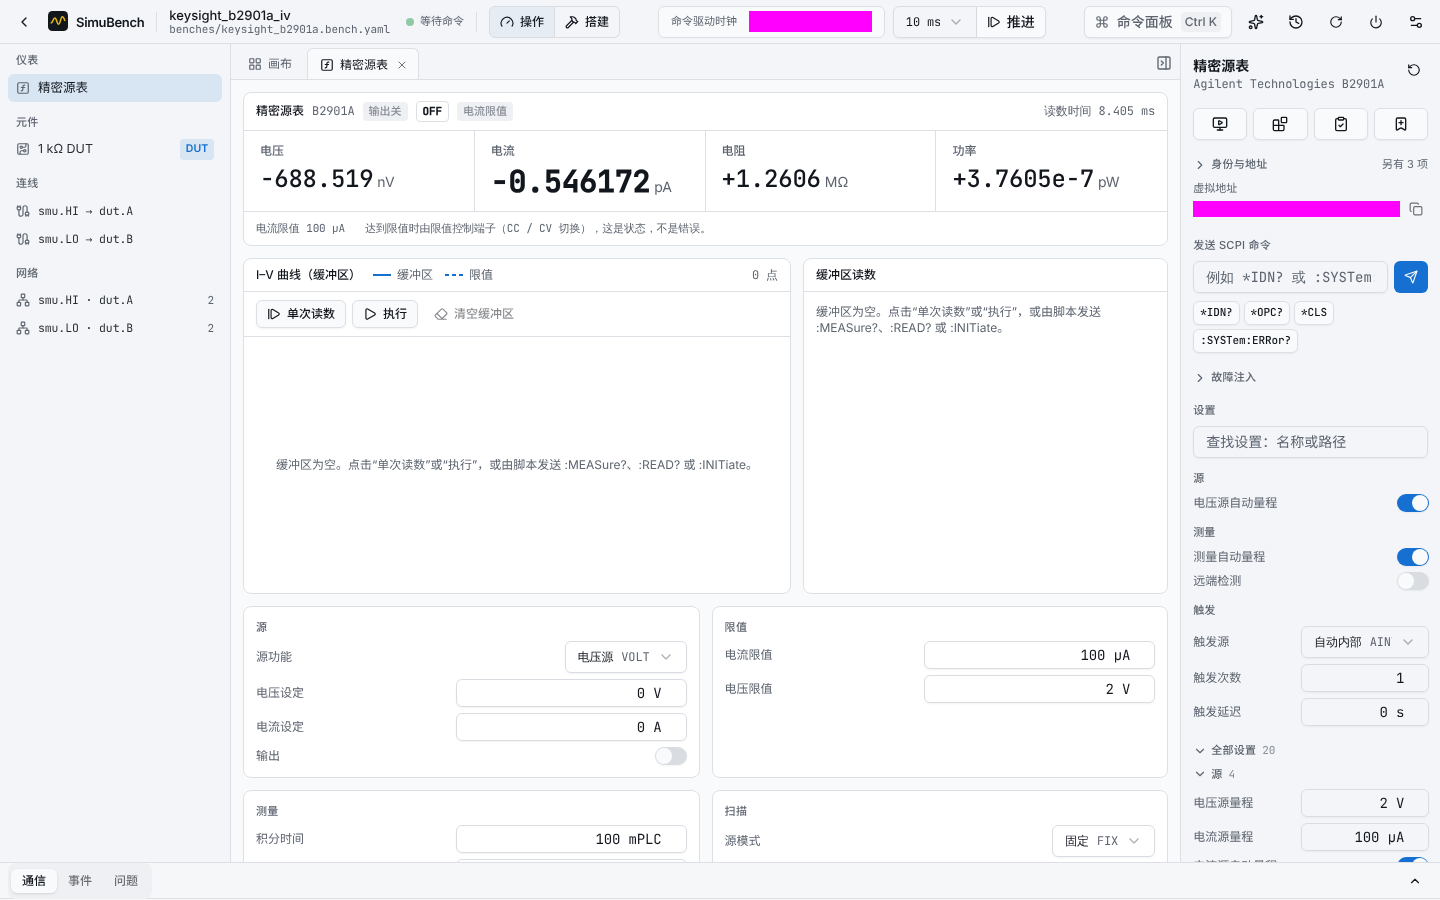 SimuBench
keysight_b2901a_iv
benches/keysight_b2901a.bench.yaml
等待命令
操作
搭建
命令驱动时钟
10 ms
推进
命令面板 Ctrl K
仪表
精密源表
元件
1 kΩ DUT DUT
连线
smu.HI → dut.A
smu.LO → dut.B
网络
smu.HI · dut.A 2
smu.LO · dut.B 2
画布
精密源表
精密源表 B2901A 输出关 OFF 电流限值 读数时间 8.405 ms
电压
-688.519 nV
电流
-0.546172 pA
电阻
+1.2606 MΩ
功率
+3.7605e-7 pW
电流限值 100 µA 达到限值时由限值控制端子（CC / CV 切换），这是状态，不是错误。
I–V 曲线（缓冲区） 缓冲区 限值 0 点
单次读数 执行 清空缓冲区
缓冲区为空。点击“单次读数”或“执行”，或由脚本发送 :MEASure?、:READ? 或 :INITiate。
缓冲区读数
缓冲区为空。点击“单次读数”或“执行”，或由脚本发送
:MEASure?、:READ? 或 :INITiate。
源
源功能 电压源 VOLT
电压设定 0 V
电流设定 0 A
输出
限值
电流限值 100 µA
电压限值 2 V
测量
积分时间 100 mPLC
扫描
源模式 固定 FIX
精密源表
Agilent Technologies B2901A
身份与地址 另有 3 项
虚拟地址
发送 SCPI 命令
例如 *IDN? 或 :SYSTem
*IDN? *OPC? *CLS
:SYSTem:ERRor?
故障注入
设置
查找设置：名称或路径
源
电压源自动量程
测量
测量自动量程
远端检测
触发
触发源 自动内部 AIN
触发次数 1
触发延迟 0 s
全部设置 20
源 4
电压源量程 2 V
电流源量程 100 µA
通信 事件 问题